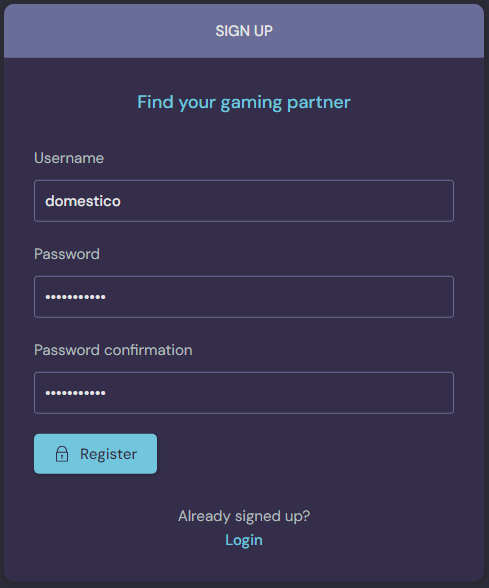 SIGN UP
Find your gaming partner
Username
domestico
Password
•••••••••••
Password confirmation
•••••••••••
Register
Already signed up?
Login